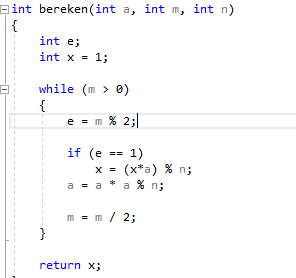 int bereken(int a, int m, int n)
{
int e;
int x = 1;
while (m > 0)
{
e = m % 2;
if (e == 1)
x = (x*a) % n;
a = a * a % n;
m = m / 2;
}
return x;